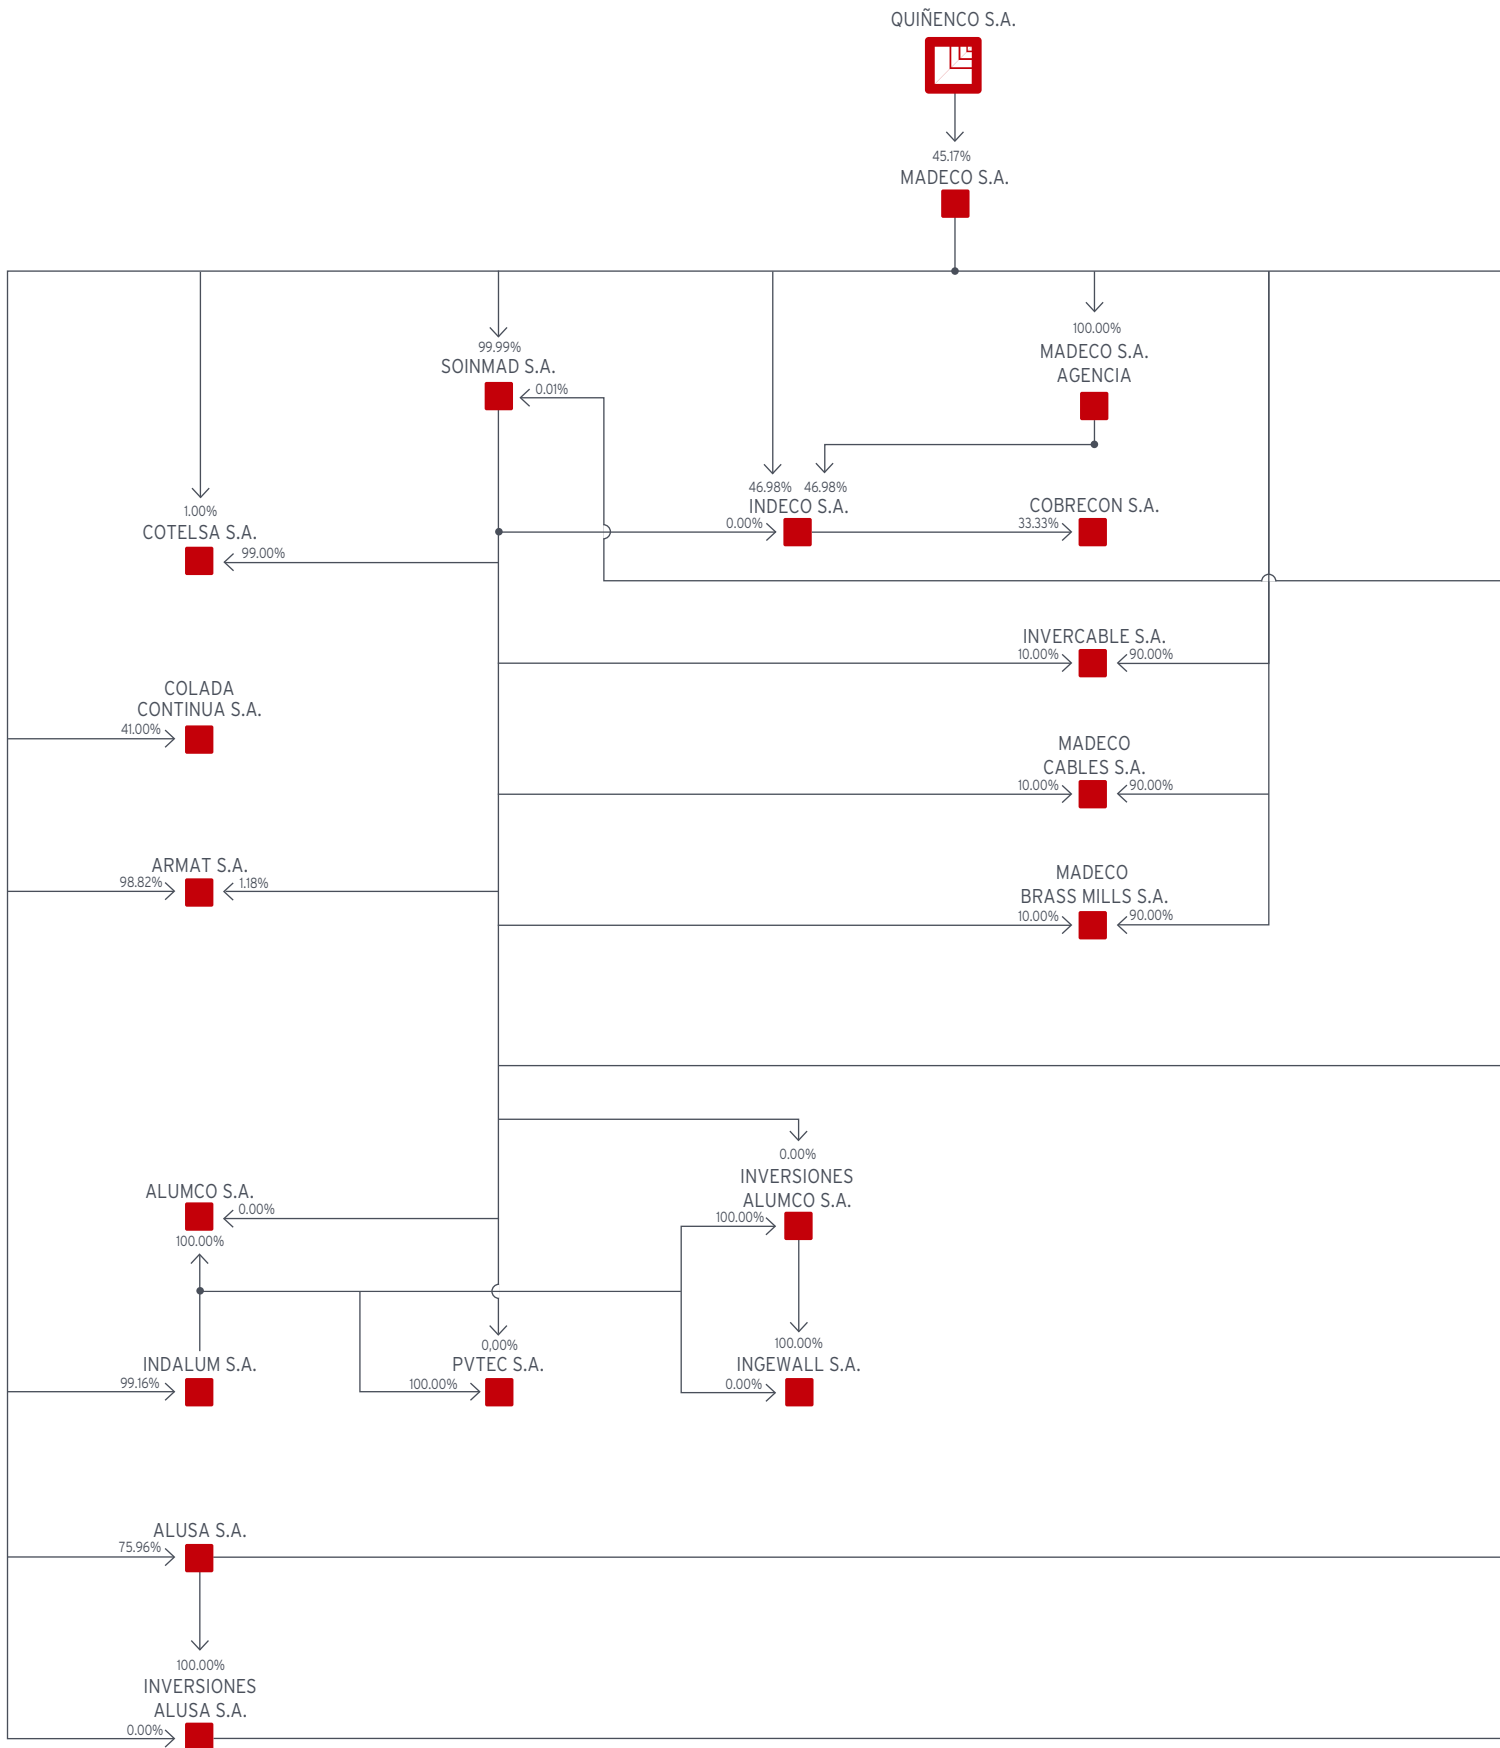 QUIÑENCO S.A.
45.17%
MADECO S.A.
100.00%
MADECO S.A.
AGENCIA
99.99%
SOINMAD S.A.
0.01%
46.98%
46.98%
INDECO S.A.
0.00%
COBRECON S.A.
33.33%
1.00%
COTELSA S.A.
99.00%
INVERCABLE S.A.
10.00%
90.00%
COLADA
CONTINUA S.A.
41.00%
MADECO
CABLES S.A.
10.00%
90.00%
ARMAT S.A.
98.82%
1.18%
MADECO
BRASS MILLS S.A.
10.00%
90.00%
0.00%
INVERSIONES
ALUMCO S.A.
100.00%
ALUMCO S.A.
0.00%
100.00%
INDALUM S.A.
99.16%
0,00%
PVTEC S.A.
100.00%
100.00%
INGEWALL S.A.
0.00%
ALUSA S.A.
75.96%
100.00%
INVERSIONES
ALUSA S.A.
0.00%